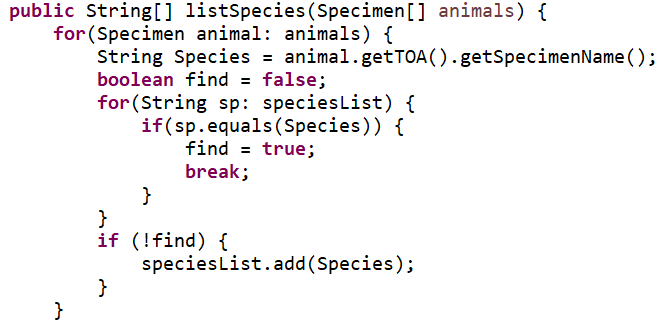 public String[] listSpecies(Specimen[] animals) {
    for(Specimen animal: animals) {
        String Species = animal.getTOA().getSpecimenName();
        boolean find = false;
        for(String sp: speciesList) {
            if(sp.equals(Species)) {
                find = true;
                break;
            }
        }
        if (!find) {
            speciesList.add(Species);
        }
    }